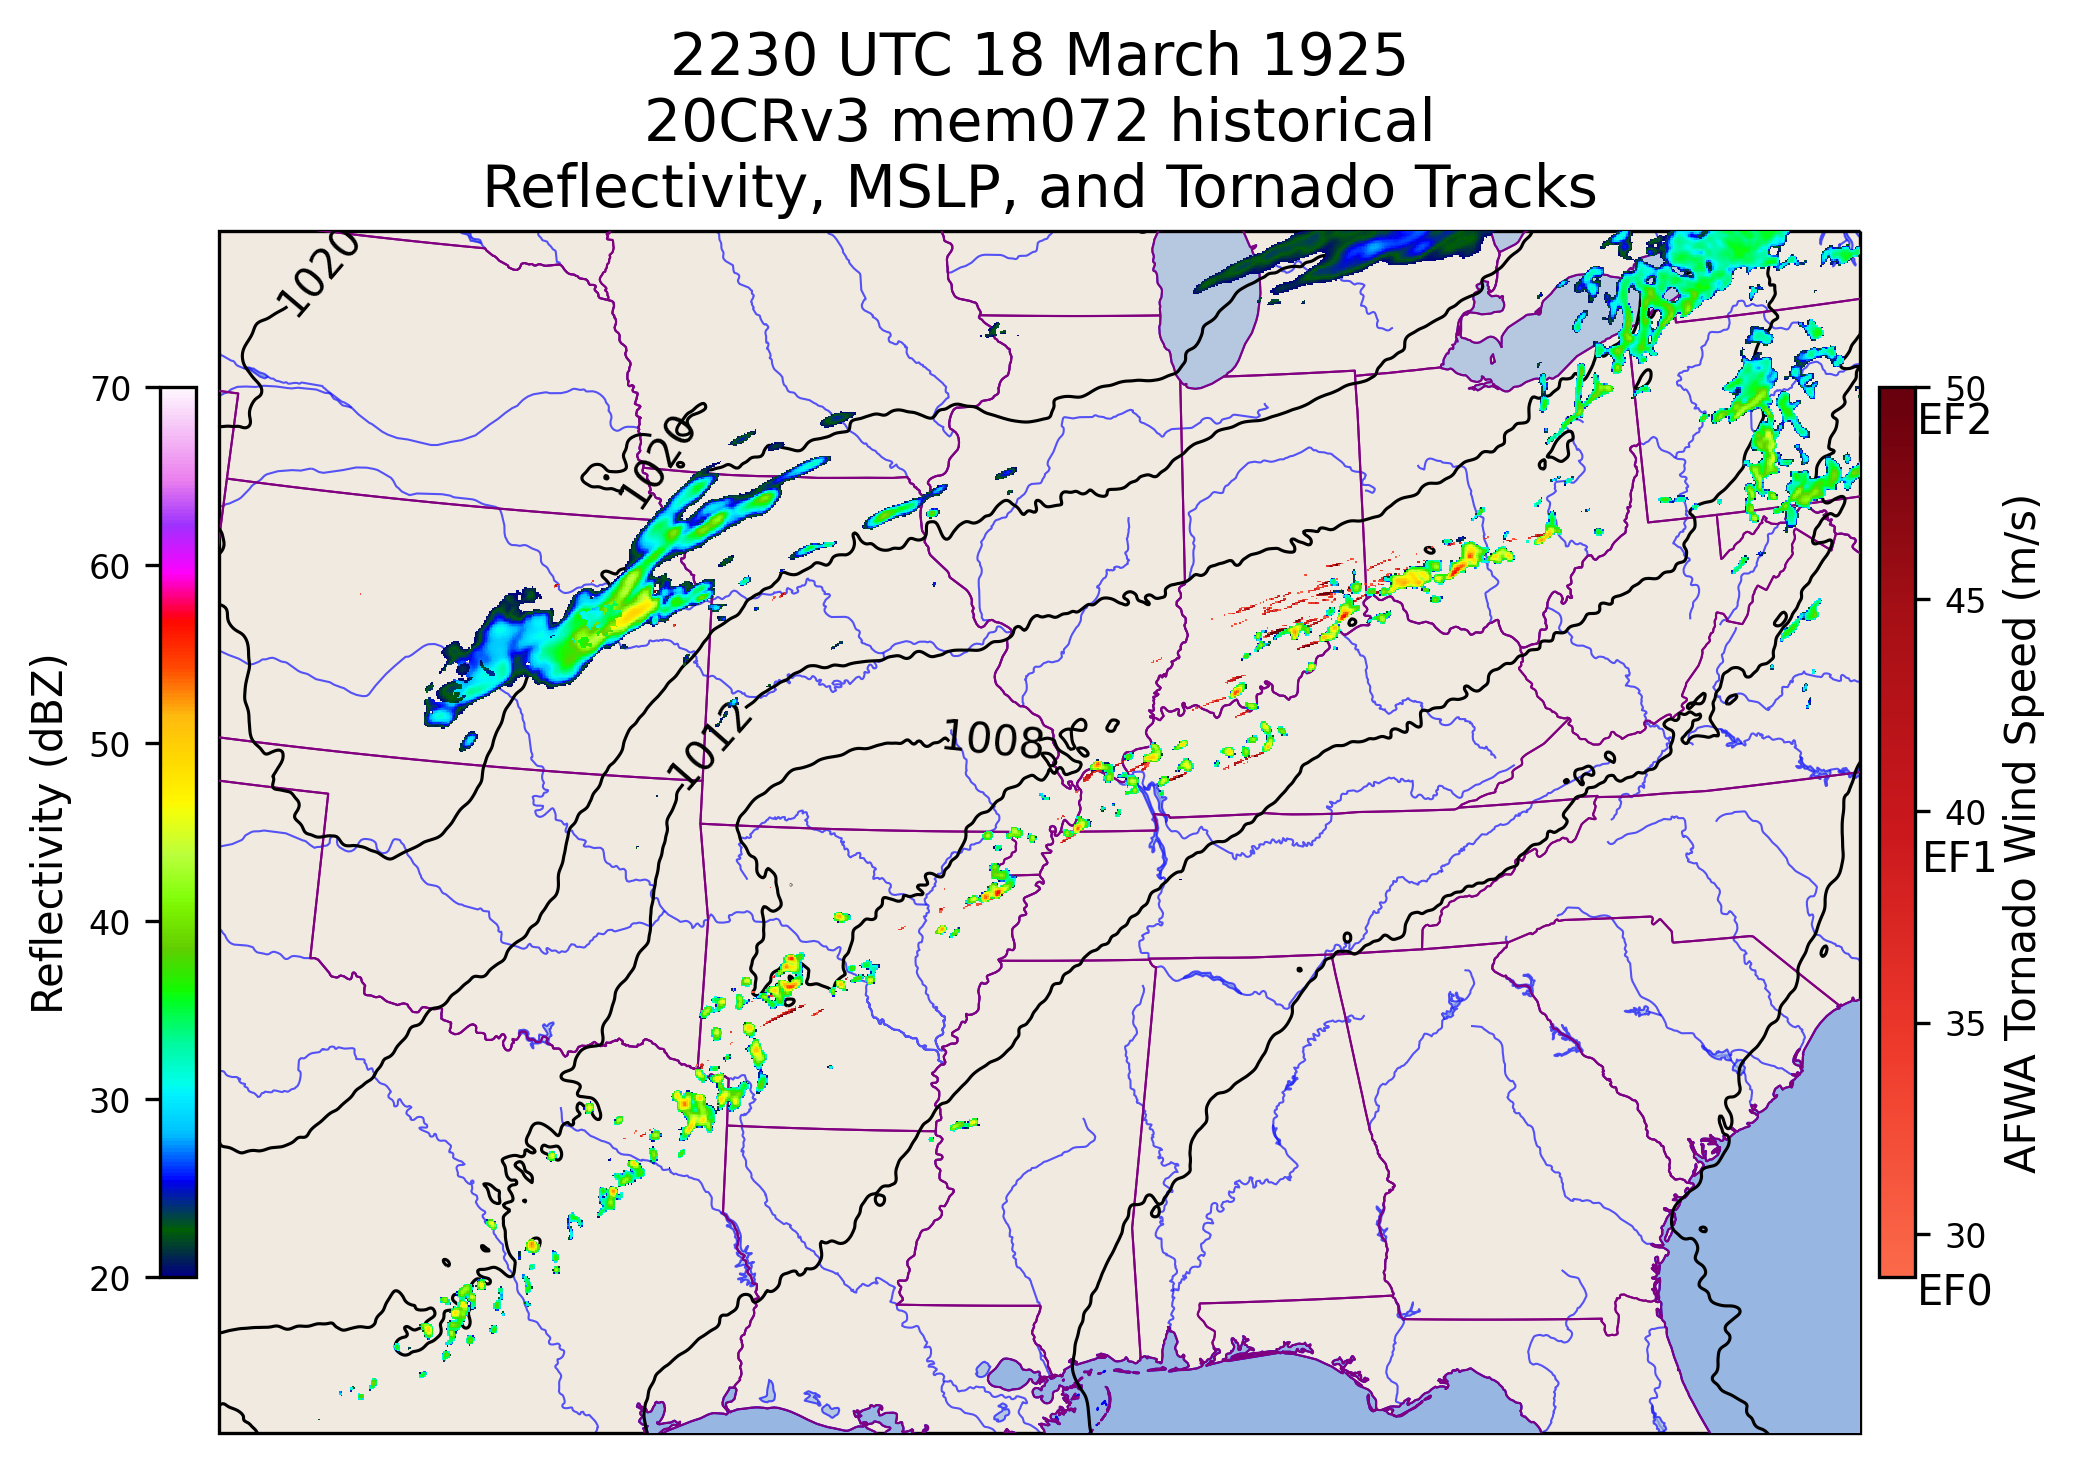 2230 UTC 18 March 1925
20CRv3 mem072 historical
Reflectivity, MSLP, and Tornado Tracks
1020
1020
1012
1008
Reflectivity (dBZ)
70
60
50
40
30
20
50
EF2
45
40
EF1
35
30
EF0
AFWA Tornado Wind Speed (m/s)